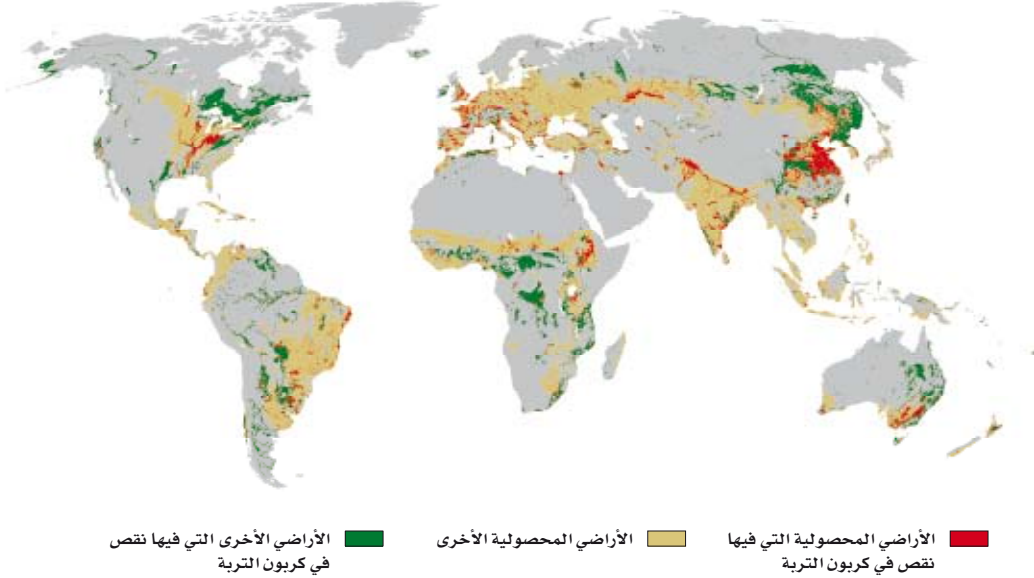 الأراضي المحصولية التي فيها
نقص في كربون التربة
الأراضي المحصولية الأخرى
الأراضي الأخرى التي فيها نقص
في كربون التربة